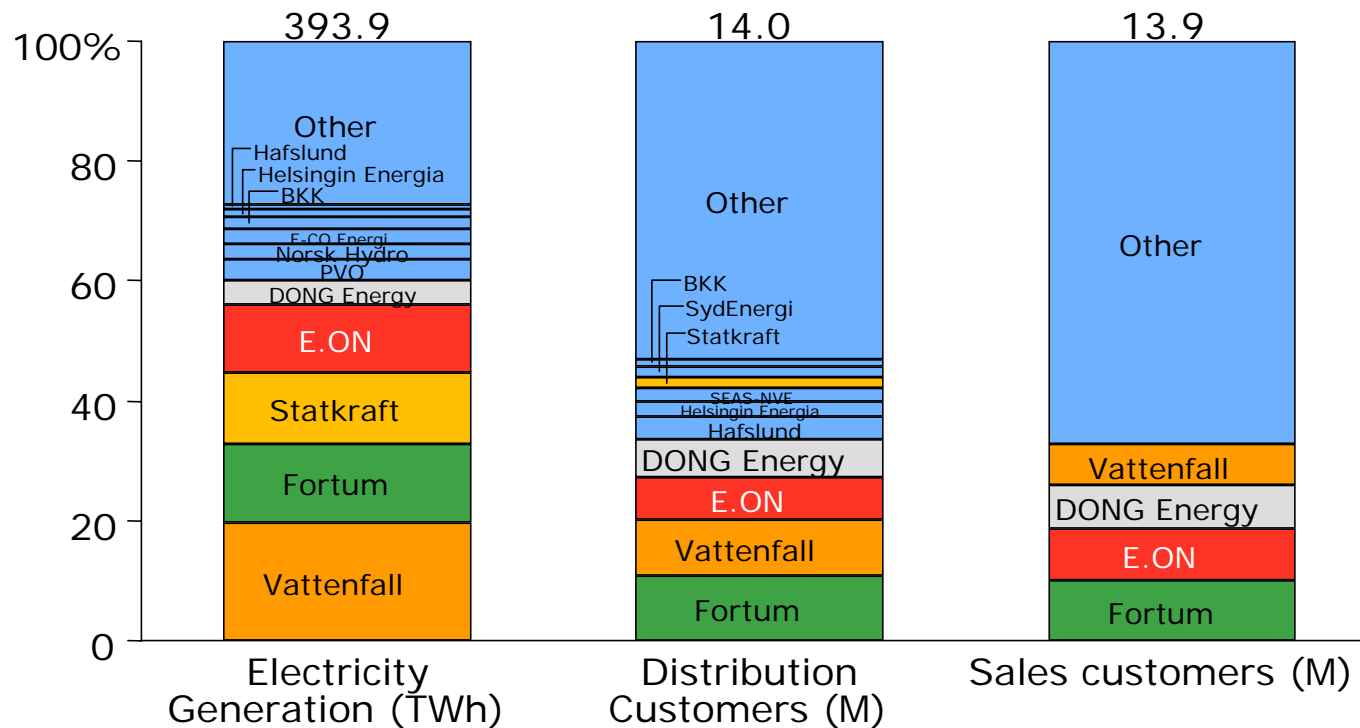 393.9
14.0
13.9
100%
80
60
40
20
0
Other
Hafslund
Helsingin Energia
BKK
E-CO Energi
Norsk Hydro
PVO
DONG Energy
E.ON
Statkraft
Fortum
Vattenfall
Other
BKK
SydEnergi
Statkraft
SEAS-NVE
Helsingin Energia
Hafslund
DONG Energy
E.ON
Vattenfall
Fortum
Other
Vattenfall
DONG Energy
E.ON
Fortum
Electricity
Generation (TWh)
Distribution
Customers (M)
Sales customers (M)